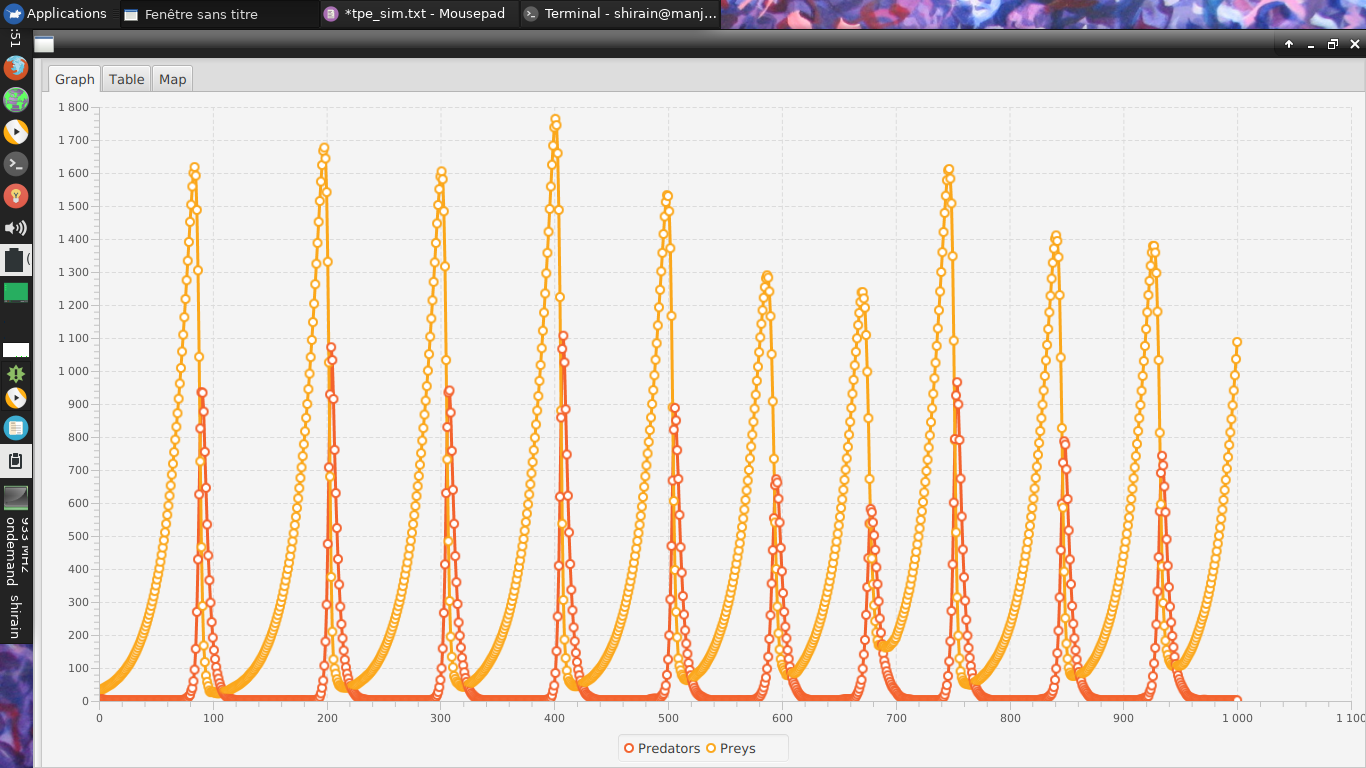 Applications
Fenêtre sans titre
*tpe_sim.txt - Mousepad
Terminal - shirain@manj...
:51
Graph
Table
Map
1 800
1 700
1 600
1 500
1 400
1 300
1 200
1 100
1 000
900
800
700
600
500
400
300
200
100
0
0
100
200
300
400
500
600
700
800
900
1 000
1 100
Predators
Preys
933 MHz
ondemand
shirain